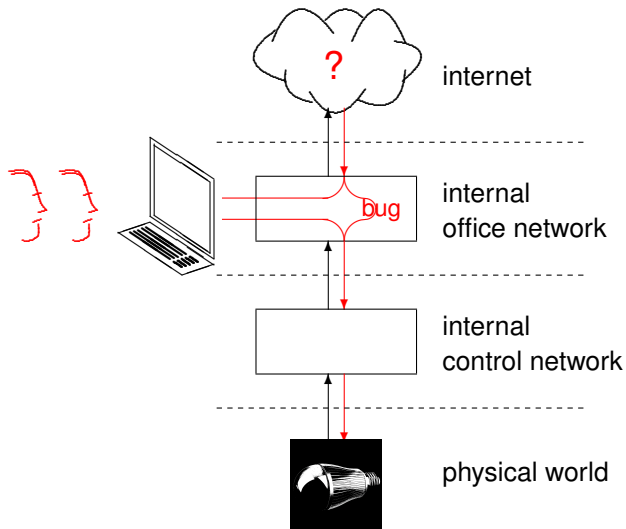 ?
internet
bug
internal
office network
internal
control network
physical world